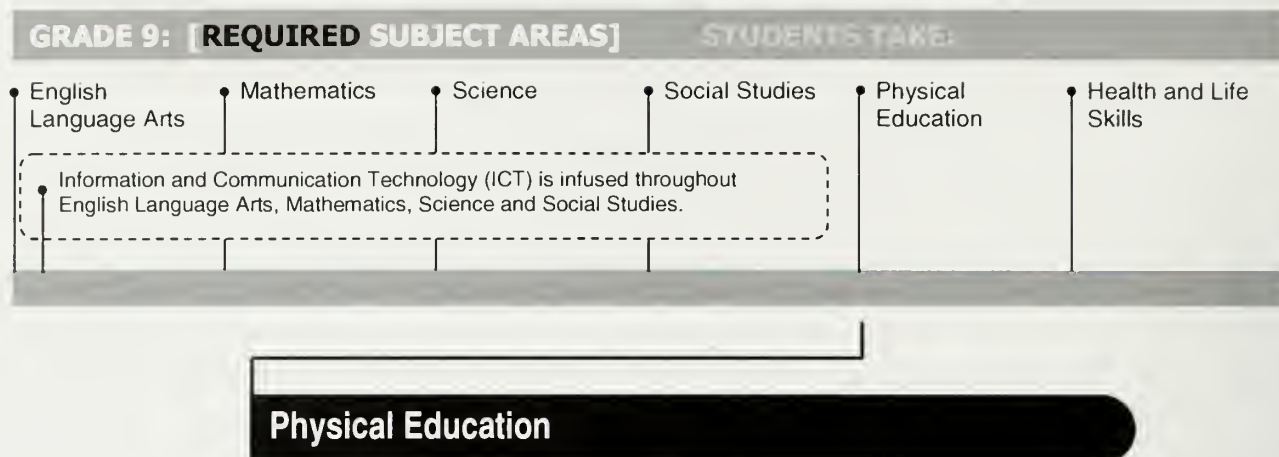 GRADE 9: [REQUIRED SUBJECT AREAS] STUDENTS TAKE:
English
Language Arts
Mathematics
Science
Social Studies
Physical
Education
Health and Life
Skills
Information and Communication Technology (ICT) is infused throughout
English Language Arts, Mathematics, Science and Social Studies.
Physical Education